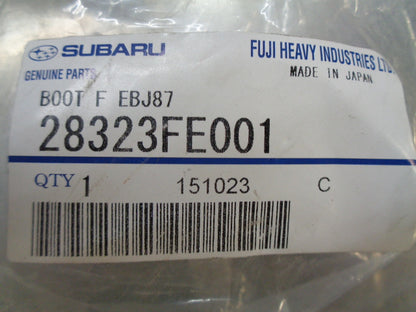 SUBARU FUJI HEAVY INDUSTRIES LTD.
GENUINE PARTS MADE IN JAPAN
BOOT F EBJ87
28323FE001
QTY 1 151023 C